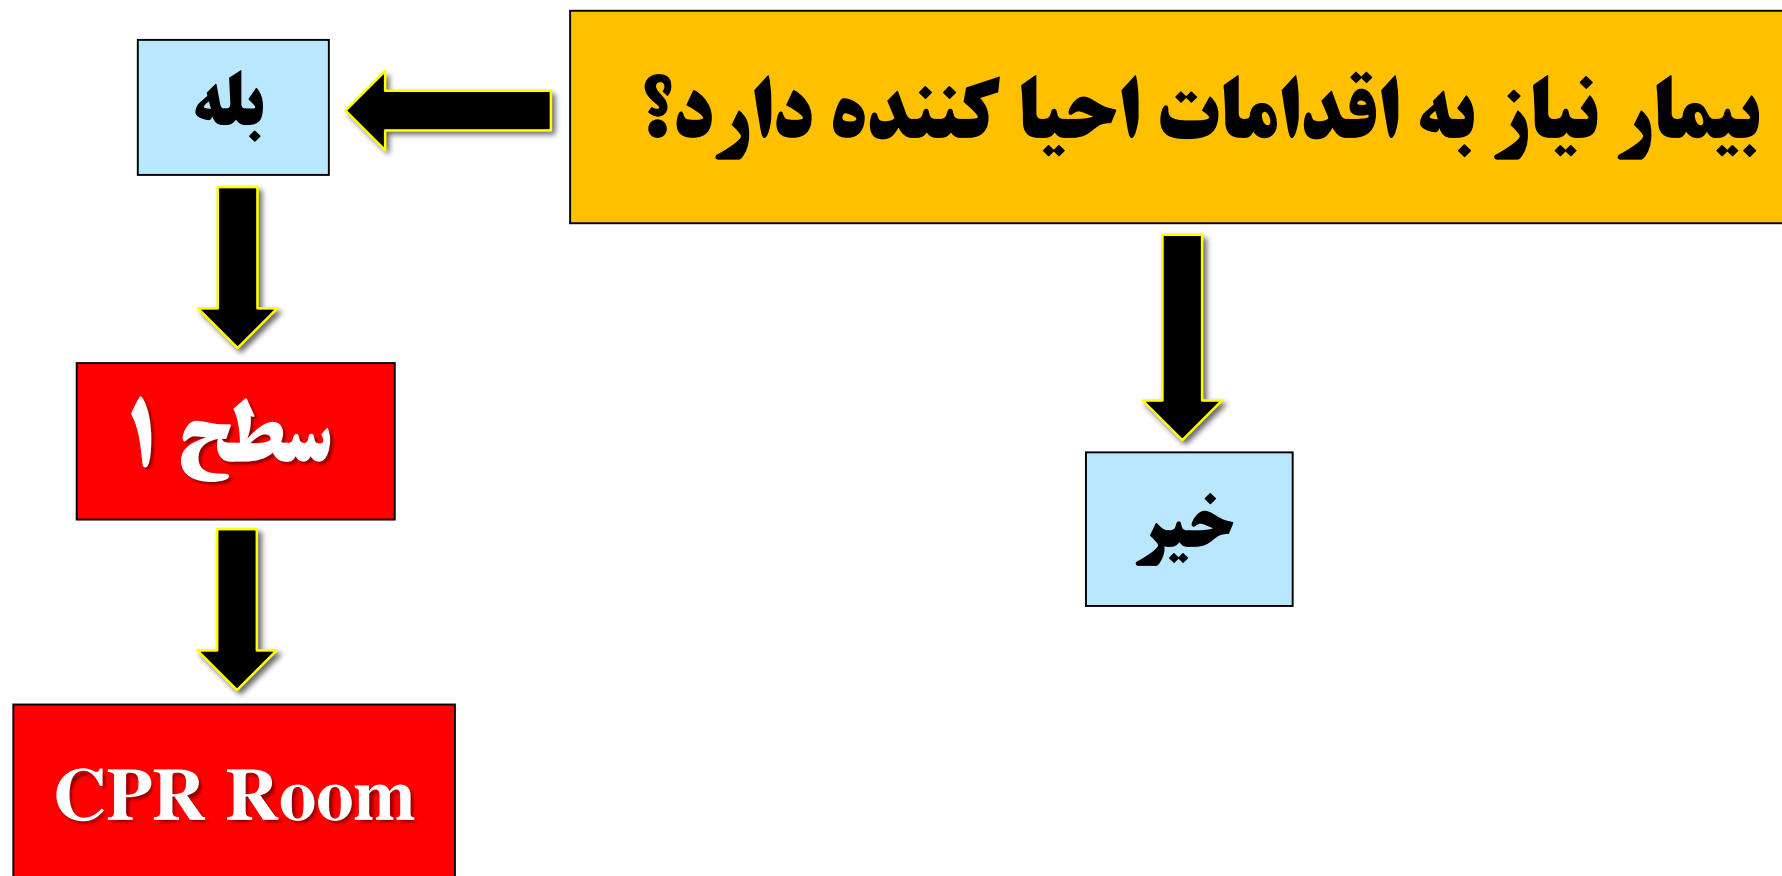 بیمار نیاز به اقدامات احیا کننده دارد؟
بله
سطح ۱
خیر
CPR Room